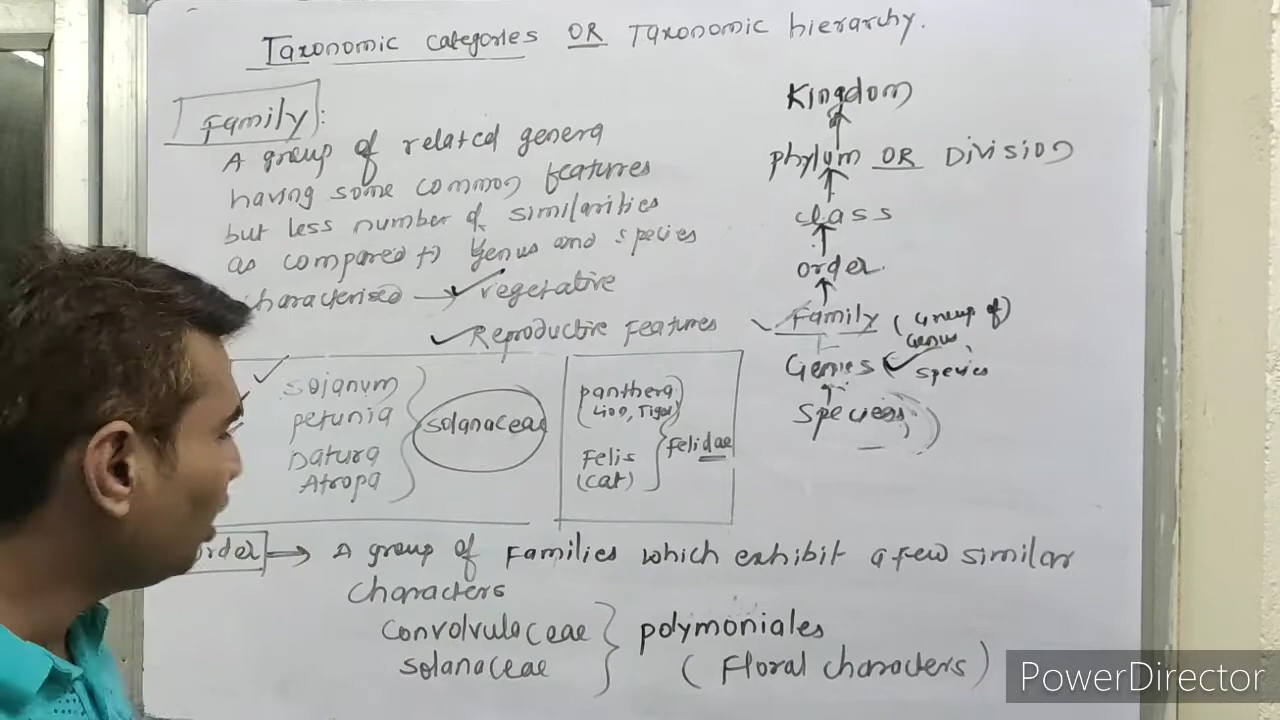 Taxonomic categories OR Taxonomic hierarchy.
Family:
A group of related genera
having some common features
but less number of similarities
as compared to Genus and species
characterised → vegetative
Reproductive Features
Solanum
petunia
Datura
Atropa
solanaceae
panthera
(Lion, Tiger)
Felis
(cat)
Felidae
Order → A group of Families which exhibit a few similar
characters
convolvulaceae
solanaceae
polymoniales
(Floral characters)
Kingdom
phylum OR Division
class
order.
Family (Group of)
Genus
Genus
species
Species
PowerDirector